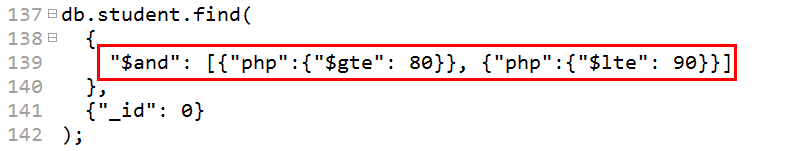 137 db.student.find(
138 {
139 "$and": [{"php":{"$gte": 80}}, {"php":{"$lte": 90}}]
140 },
141 {"_id": 0}
142 );